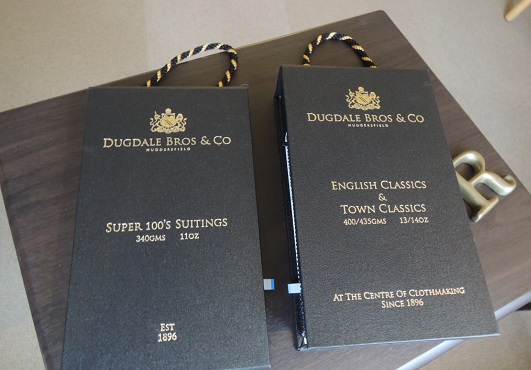 DUGDALE BROS & CO
HUDDERSFIELD
SUPER 100'S SUITINGS
340GMS 11OZ
EST
1896
DUGDALE BROS & CO
HUDDERSFIELD
ENGLISH CLASSICS
&
TOWN CLASSICS
400/435GMS 13/14OZ
AT THE CENTRE OF CLOTHMAKING
SINCE 1896
R